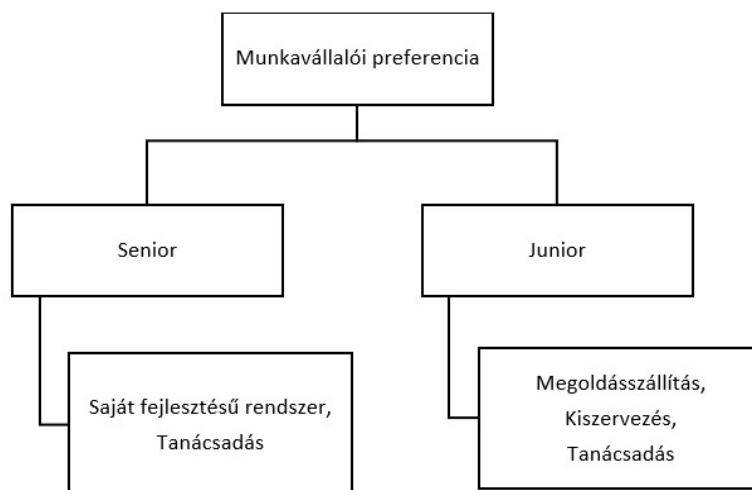 Munkavállalói preferencia
Senior
Junior
Saját fejlesztésű rendszer,
Tanácsadás
Megoldásszállítás,
Kiszervezés,
Tanácsadás